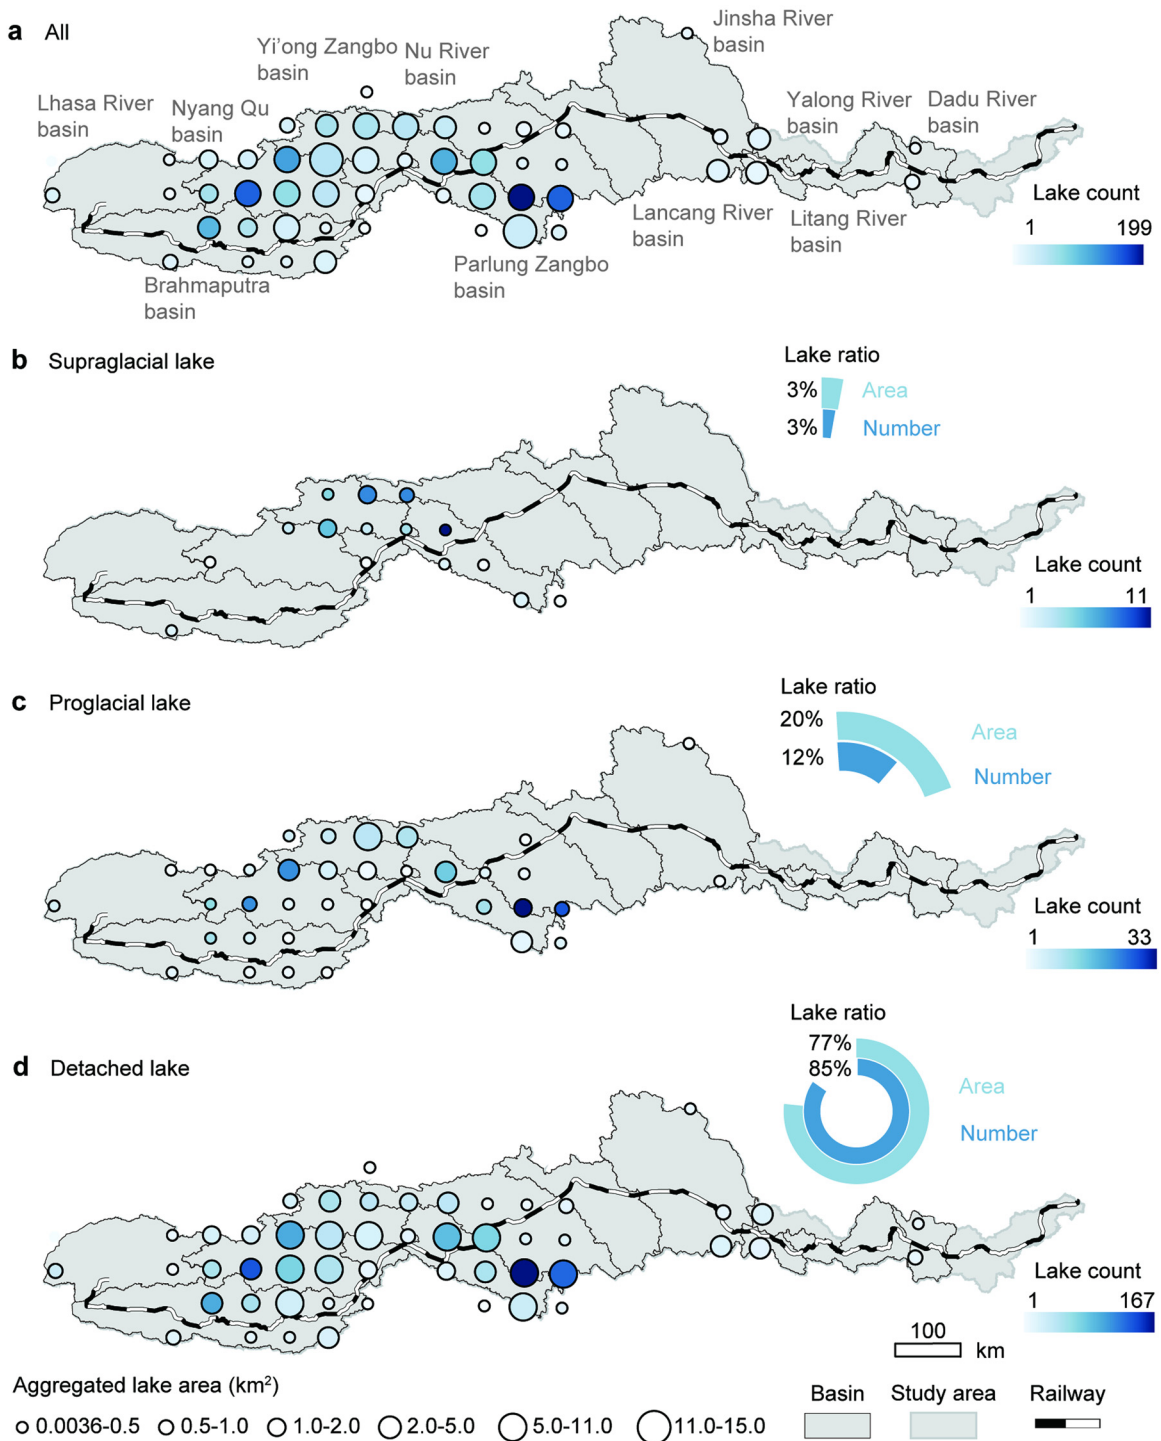 a All
Jinsha River
basin
Yi'ong Zangbo
basin
Nu River
basin
Lhasa River
basin
Nyang Qu
basin
Yalong River
basin
Dadu River
basin
Lancang River
basin
Litang River
basin
Parlung Zangbo
basin
Brahmaputra
basin
Lake count
1 199
b Supraglacial lake
Lake ratio
3% Area
3% Number
Lake count
1 11
c Proglacial lake
Lake ratio
20% Area
12% Number
Lake count
1 33
d Detached lake
Lake ratio
77%
85%
Area
Number
Lake count
1 167
100
km
Aggregated lake area (km²)
0.0036-0.5 0.5-1.0 1.0-2.0 2.0-5.0 5.0-11.0 11.0-15.0
Basin Study area Railway